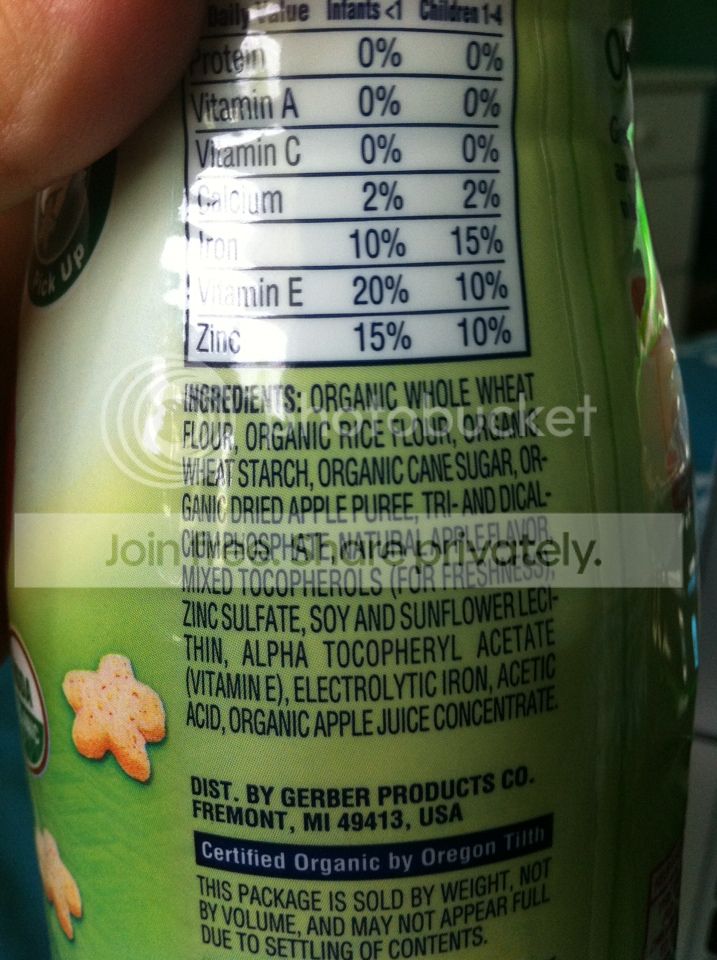 Daily Value Infants <1 Children 1-4
Protein 0% 0%
Vitamin A 0% 0%
Vitamin C 0% 0%
Calcium 2% 2%
Iron 10% 15%
Vitamin E 20% 10%
Zinc 15% 10%
Pick Up
INGREDIENTS: ORGANIC WHOLE WHEAT
FLOUR, ORGANIC RICE FLOUR, ORGANIC
WHEAT STARCH, ORGANIC CANE SUGAR, OR-
GANIC DRIED APPLE PUREE, TRI- AND DICAL-
CIUM PHOSPHATE, NATURAL APPLE FLAVOR,
MIXED TOCOPHEROLS (FOR FRESHNESS),
ZINC SULFATE, SOY AND SUNFLOWER LECI-
THIN, ALPHA TOCOPHERYL ACETATE
(VITAMIN E), ELECTROLYTIC IRON, ACETIC
ACID, ORGANIC APPLE JUICE CONCENTRATE.
DIST. BY GERBER PRODUCTS CO.
FREMONT, MI 49413, USA
Certified Organic by Oregon Tilth
THIS PACKAGE IS SOLD BY WEIGHT, NOT
BY VOLUME, AND MAY NOT APPEAR FULL
DUE TO SETTLING OF CONTENTS.
photobucket
Join free. Share privately.